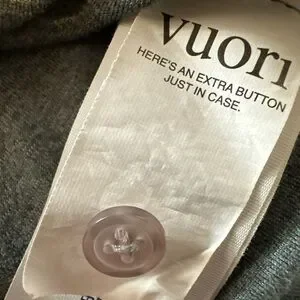 vuori
HERE'S AN EXTRA BUTTON
JUST IN CASE.